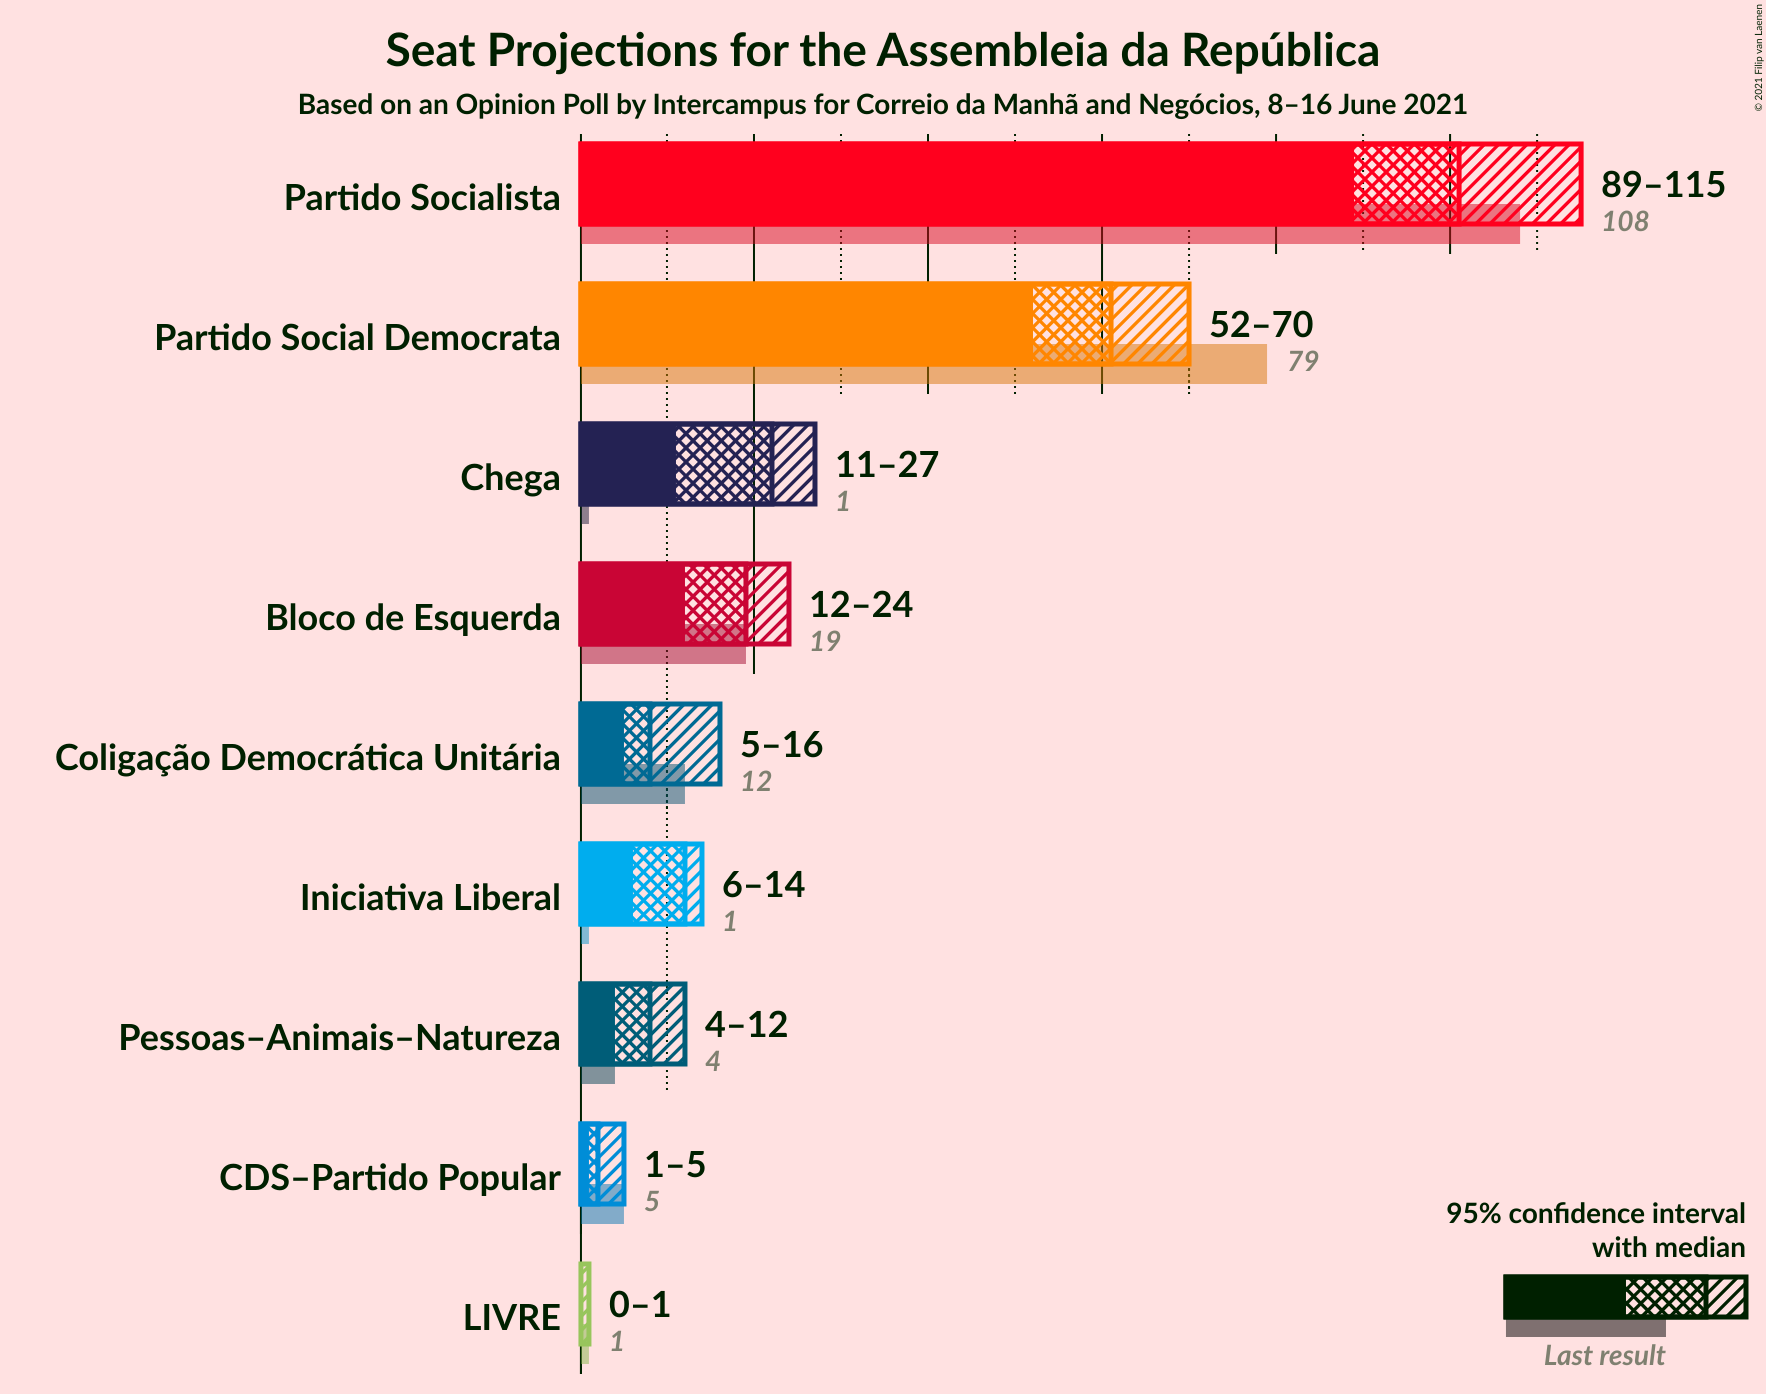 Seat Projections for the Assembleia da República
Based on an Opinion Poll by Intercampus for Correio da Manhã and Negócios, 8–16 June 2021
© 2021 Filip van Laenen
Partido Socialista
89–115
108
Partido Social Democrata
52–70
79
Chega
11–27
1
Bloco de Esquerda
12–24
19
Coligação Democrática Unitária
5–16
12
Iniciativa Liberal
6–14
1
Pessoas–Animais–Natureza
4–12
4
CDS–Partido Popular
1–5
5
LIVRE
0–1
1
95% confidence interval
with median
Last result